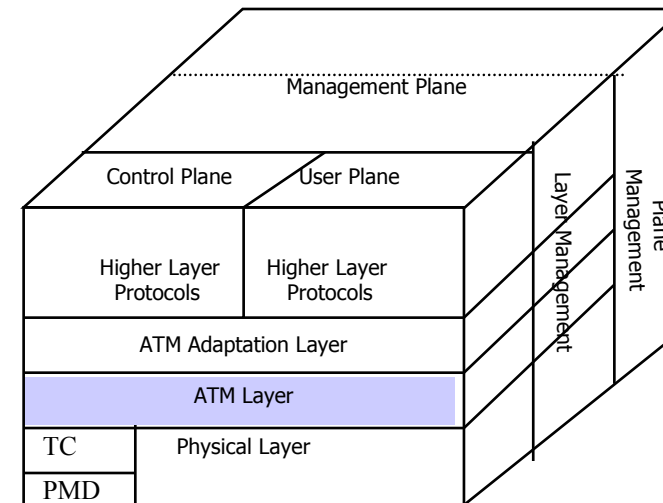 Management Plane
Control Plane
User Plane
Higher Layer
Protocols
Higher Layer
Protocols
ATM Adaptation Layer
ATM Layer
TC
Physical Layer
PMD
Layer Management
Plane
Management